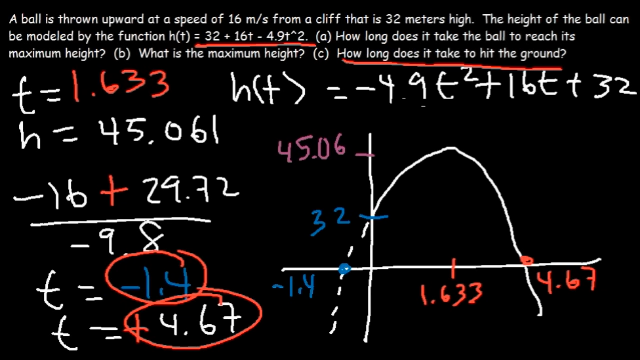 A ball is thrown upward at a speed of 16 m/s from a cliff that is 32 meters high. The height of the ball can
be modeled by the function h(t) = 32 + 16t - 4.9t^2. (a) How long does it take the ball to reach its
maximum height? (b) What is the maximum height? (c) How long does it take to hit the ground?
t = 1.633
h(t) = -4.9t² + 16t + 32
h = 45.061
45.06
-16 + 29.72
-9.8
32
t = -1.4
-1.4
1.633
4.67
t = + 4.67